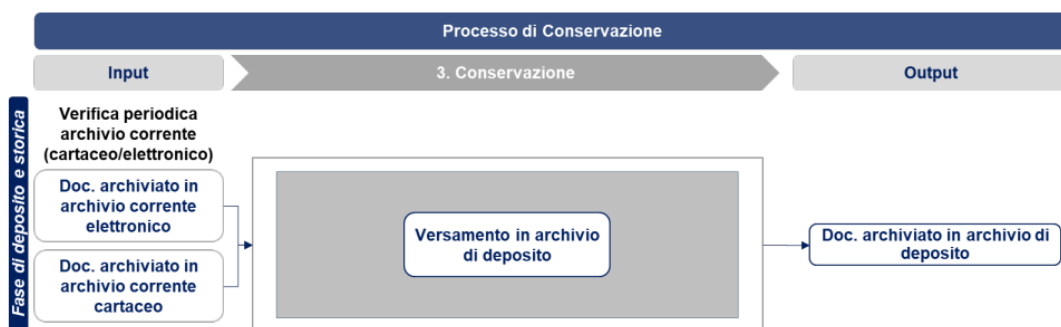 Processo di Conservazione
Input
3. Conservazione
Output
Fase di deposito e storica
Verifica periodica
archivio corrente
(cartaceo/elettronico)
Doc. archiviato in
archivio corrente
elettronico
Doc. archiviato in
archivio corrente
cartaceo
Versamento in archivio
di deposito
Doc. archiviato in archivio di
deposito